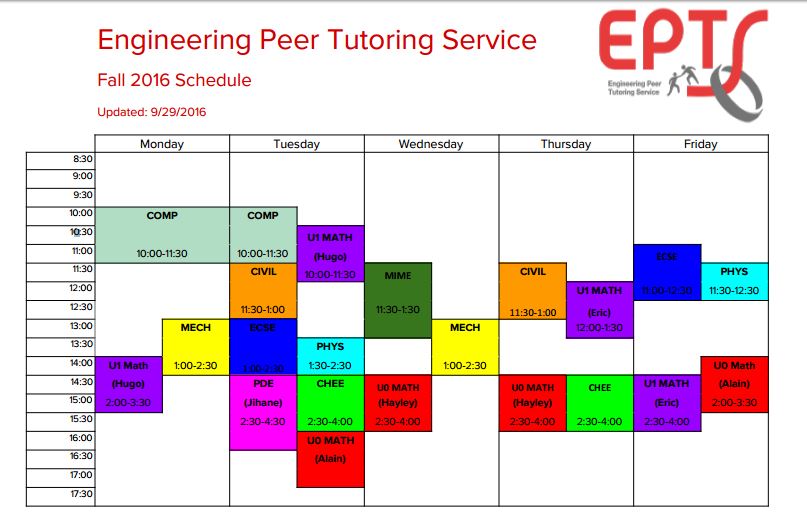 Engineering Peer Tutoring Service
Fall 2016 Schedule
Updated: 9/29/2016
EPTS
Engineering Peer
Tutoring Service
Monday Tuesday Wednesday Thursday Friday
8:30
9:00
9:30
10:00
10:30
11:00
11:30
12:00
12:30
13:00
13:30
14:00
14:30
15:00
15:30
16:00
16:30
17:00
17:30
COMP
10:00-11:30
MECH
1:00-2:30
U1 Math
(Hugo)
2:00-3:30
COMP
10:00-11:30
U1 MATH
(Hugo)
10:00-11:30
CIVIL
11:30-1:00
ECSE
1:00-2:30
PHYS
1:30-2:30
PDE
(Jihane)
2:30-4:30
CHEE
2:30-4:00
U0 MATH
(Alain)
MIME
11:30-1:30
MECH
1:00-2:30
U0 MATH
(Hayley)
2:30-4:00
CIVIL
11:30-1:00
U1 MATH
(Eric)
12:00-1:30
U0 MATH
(Hayley)
2:30-4:00
CHEE
2:30-4:00
ECSE
11:00-12:30
PHYS
11:30-12:30
U1 MATH
(Eric)
2:30-4:00
U0 Math
(Alain)
2:00-3:30